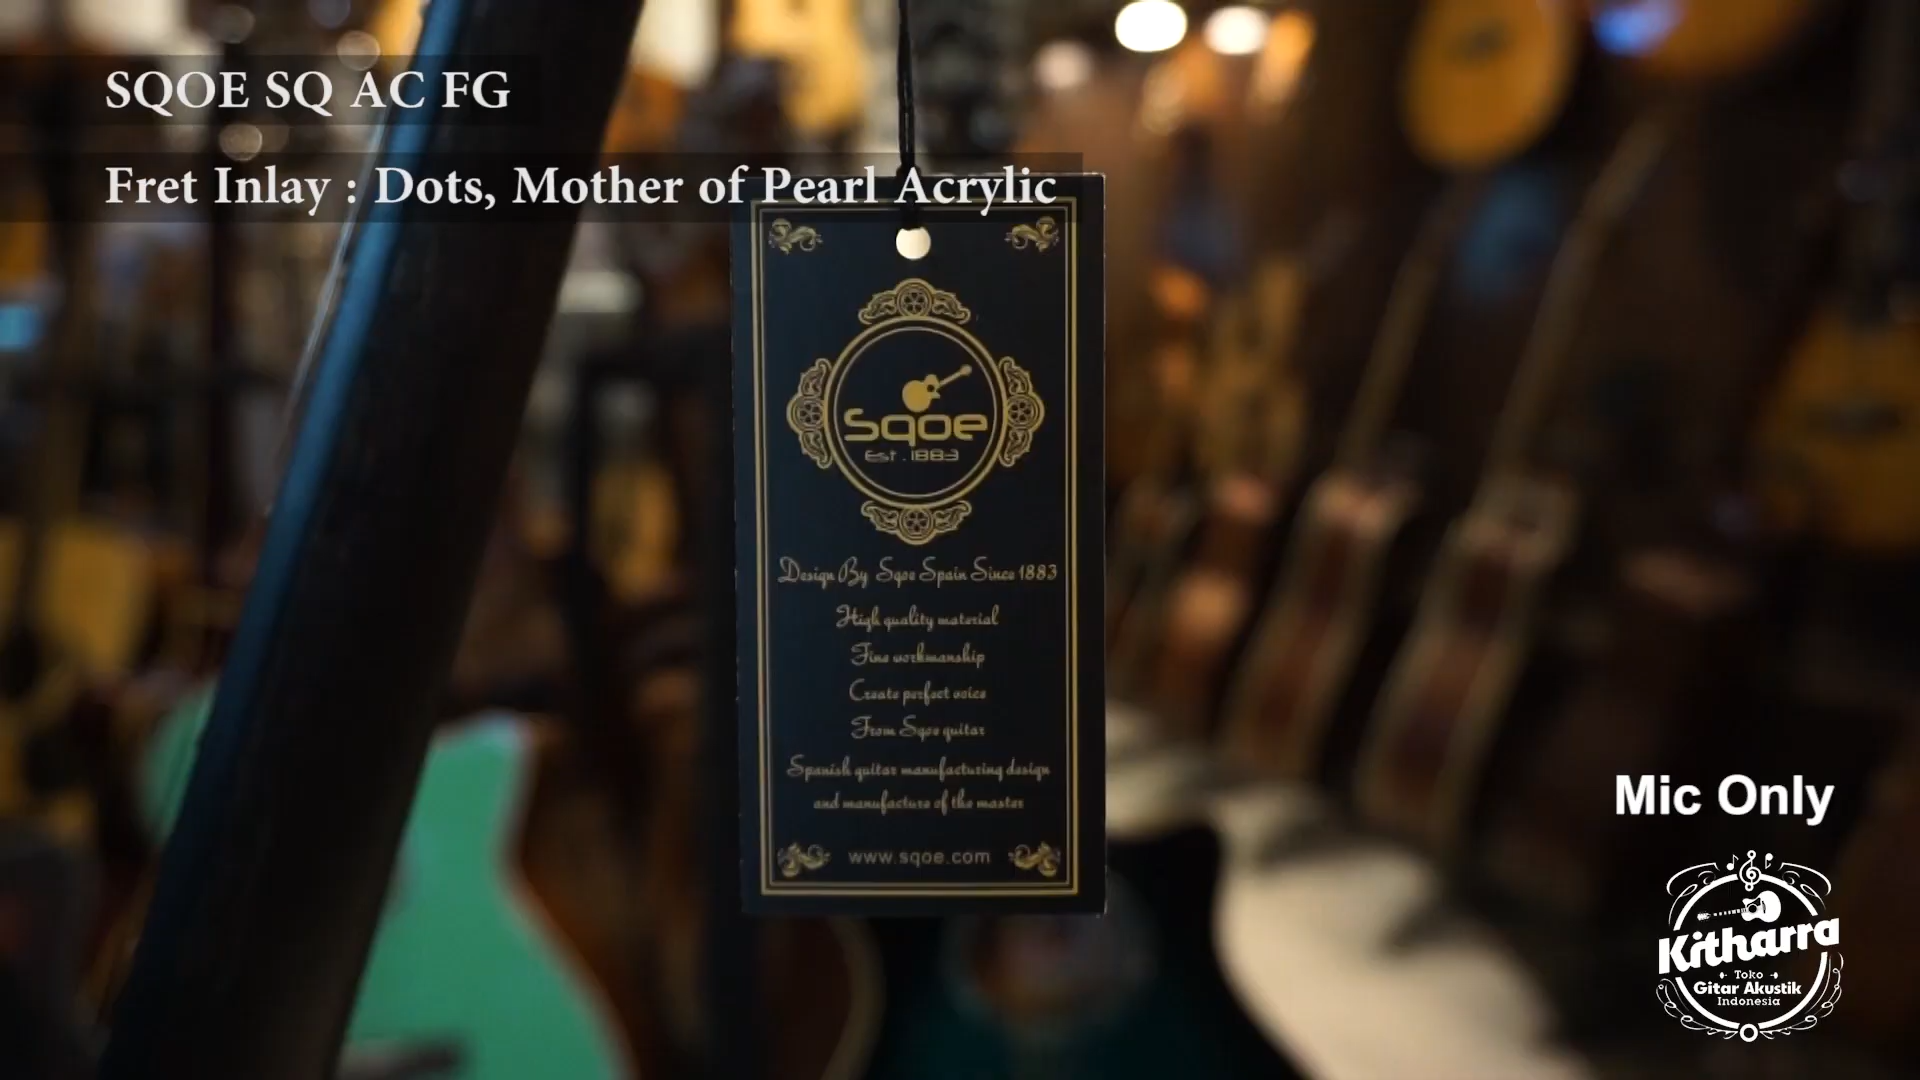 SQOE SQ AC FG
Fret Inlay : Dots, Mother of Pearl Acrylic
Sqoe
Est . 1883
Design By Sqoe Spain Since 1883
High quality material
Fine workmanship
Create perfect voice
From Sqoe guitar
Spanish guitar manufacturing design
and manufacture of the master
www.sqoe.com
Mic Only
Kitharra
Toko
Gitar Akustik
Indonesia